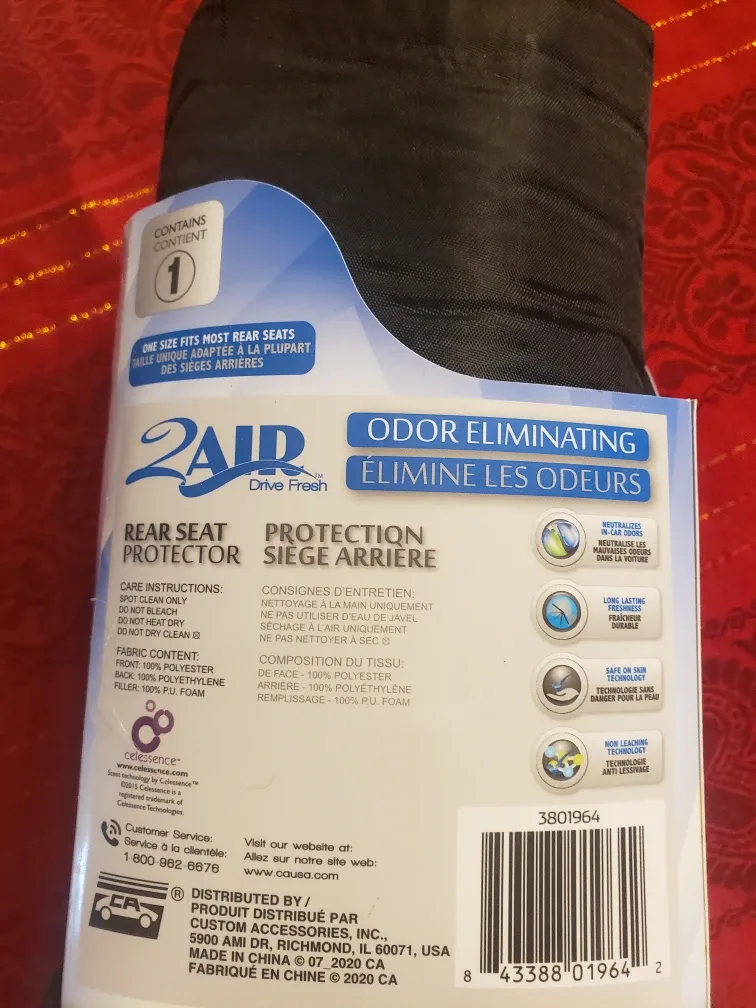 CONTAINS
CONTIENT
1
ONE SIZE FITS MOST REAR SEATS
TAILLE UNIQUE ADAPTÉE À LA PLUPART
DES SIÈGES ARRIÈRES
2AIR™
Drive Fresh
ODOR ELIMINATING
ÉLIMINE LES ODEURS
REAR SEAT
PROTECTOR
PROTECTION
SIÈGE ARRIÈRE
CARE INSTRUCTIONS:
SPOT CLEAN ONLY
DO NOT BLEACH
DO NOT HEAT DRY
DO NOT DRY CLEAN ☒
FABRIC CONTENT:
FRONT: 100% POLYESTER
BACK: 100% POLYETHYLENE
FILLER: 100% P.U. FOAM
CONSIGNES D'ENTRETIEN:
NETTOYAGE À LA MAIN UNIQUEMENT
NE PAS UTILISER D'EAU DE JAVEL
SÉCHAGE À L'AIR UNIQUEMENT
NE PAS NETTOYER À SEC ☒
COMPOSITION DU TISSU:
DE FACE - 100% POLYESTER
ARRIÈRE - 100% POLYÉTHYLÈNE
REMPLISSAGE - 100% P.U. FOAM
NEUTRALIZES
IN-CAR ODORS
NEUTRALISE LES
MAUVAISES ODEURS
DANS LA VOITURE
LONG LASTING
FRESHNESS
FRAÎCHEUR
DURABLE
SAFE ON SKIN
TECHNOLOGY
TECHNOLOGIE SANS
DANGER POUR LA PEAU
NON LEACHING
TECHNOLOGY
TECHNOLOGIE
ANTI LESSIVAGE
celessence™
www.celessence.com
Scent technology by Celessence™
©2015 Celessence is a
registered trademark of
Celessence Technologies.
Customer Service:
Service à la clientèle:
1-800-962-6676
Visit our website at:
Allez sur notre site web:
www.causa.com
CA ®
DISTRIBUTED BY /
PRODUIT DISTRIBUÉ PAR
CUSTOM ACCESSORIES, INC.,
5900 AMI DR, RICHMOND, IL 60071, USA
MADE IN CHINA © 07_2020 CA
FABRIQUÉ EN CHINE © 2020 CA
3801964
8 43388 01964 2